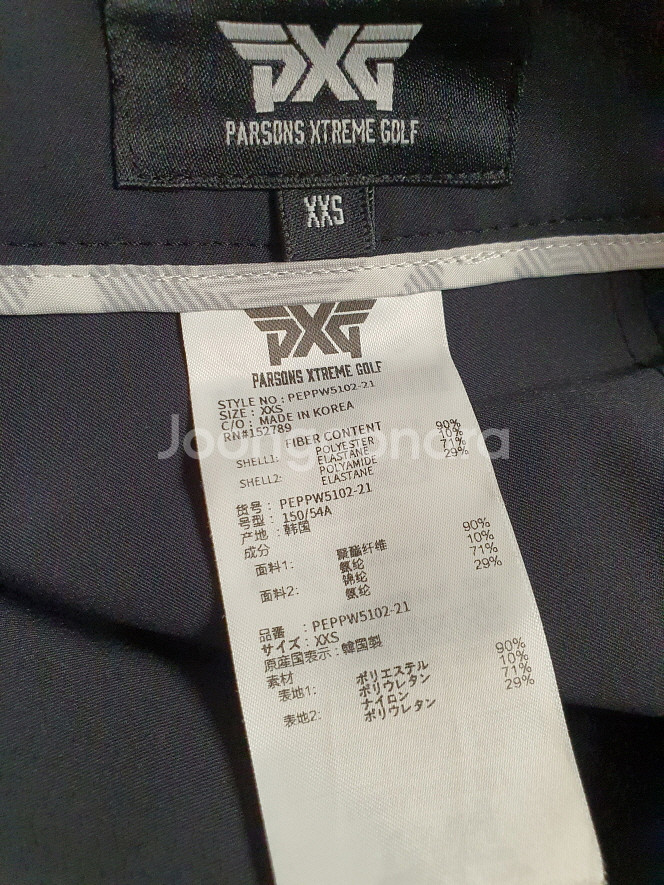 PXG
PARSONS XTREME GOLF
XXS
PXG
PARSONS XTREME GOLF
STYLE NO : PEPPW5102-21
SIZE : XXS
C/O : MADE IN KOREA
RN#152789
FIBER CONTENT
SHELL1: POLYESTER 90%
ELASTANE 10%
SHELL2: POLYAMIDE 71%
ELASTANE 29%
货号 : PEPPW5102-21
号型 : 150/54A
产地 : 韩国
成分
面料1: 聚酯纤维 90%
氨纶 10%
面料2: 锦纶 71%
氨纶 29%
品番 : PEPPW5102-21
サイズ : XXS
原産国表示 : 韓国製
素材
表地1: ポリエステル 90%
ポリウレタン 10%
表地2: ナイロン 71%
ポリウレタン 29%